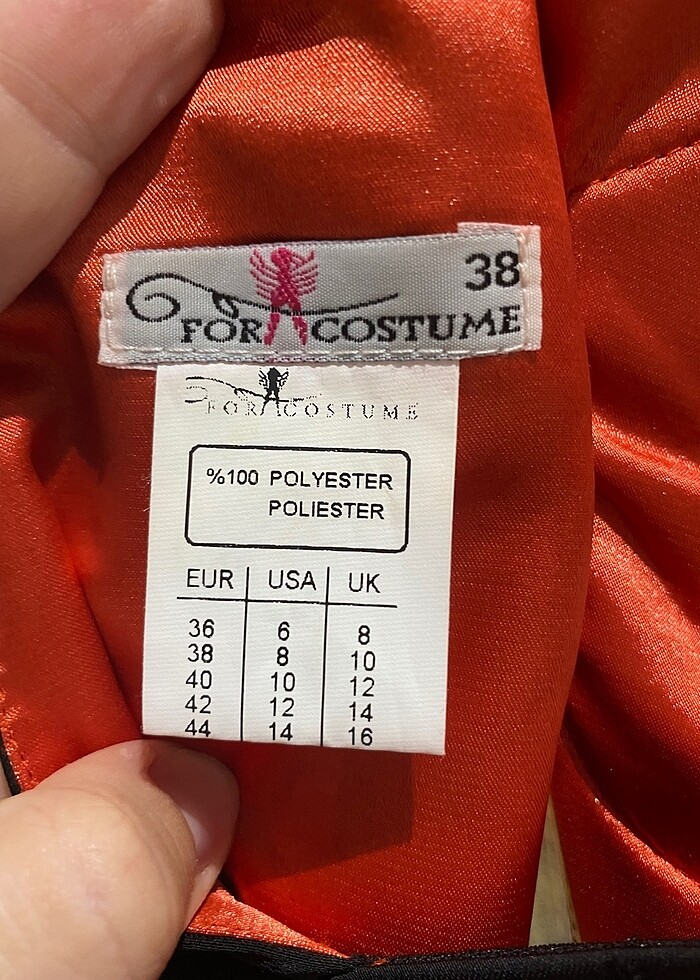 38
FOR COSTUME
FOR COSTUME
%100 POLYESTER
POLIESTER
EUR USA UK
36 6 8
38 8 10
40 10 12
42 12 14
44 14 16